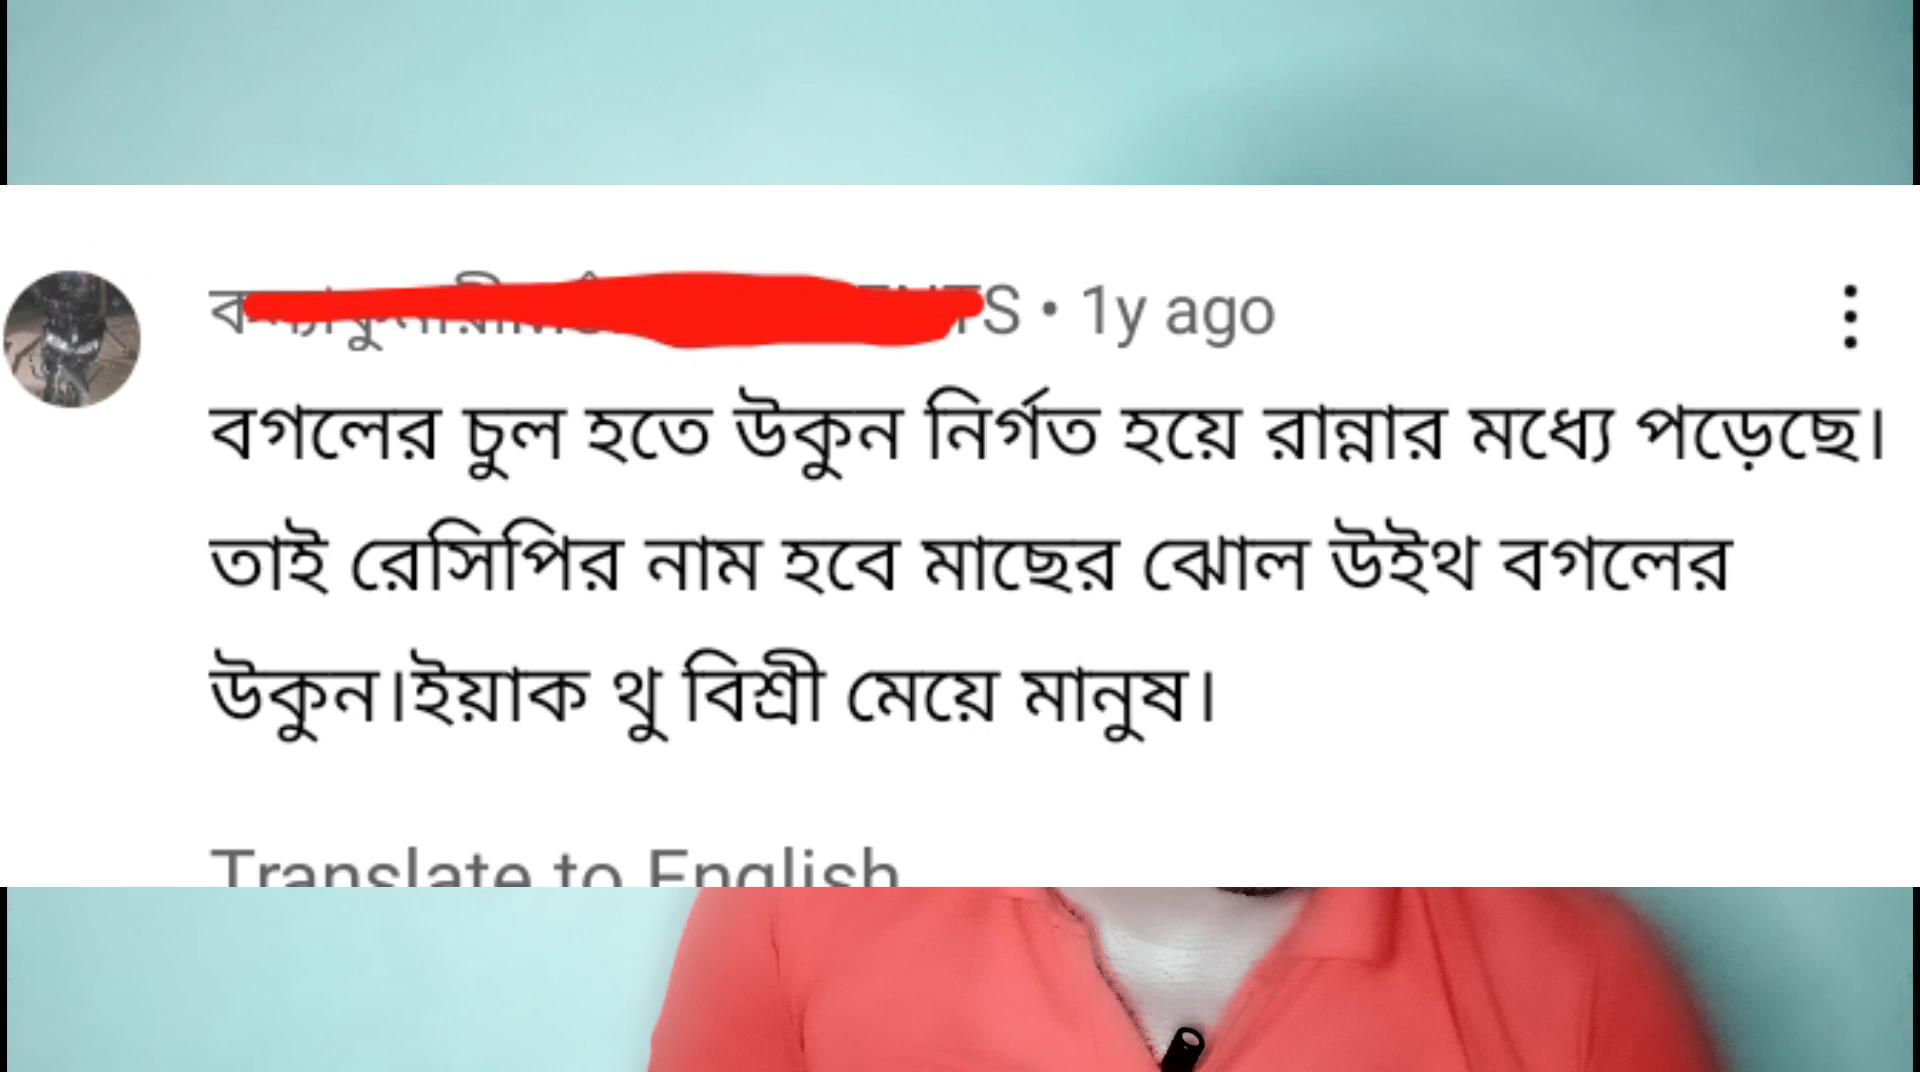 S • 1y ago
বগলের চুল হতে উকুন নির্গত হয়ে রান্নার মধ্যে পড়েছে।
তাই রেসিপির নাম হবে মাছের ঝোল উইথ বগলের
উকুন।ইয়াক থু বিশ্রী মেয়ে মানুষ।
Translate to English